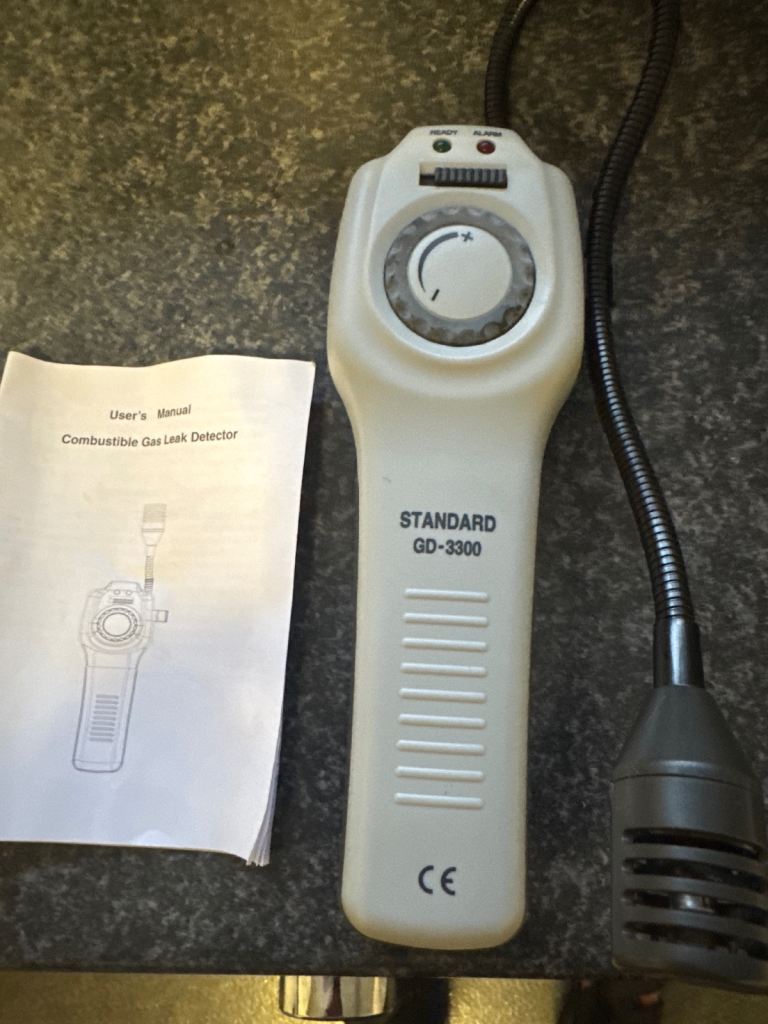 READY ALARM
+
-
STANDARD
GD-3300
CE
User's Manual
Combustible Gas Leak Detector